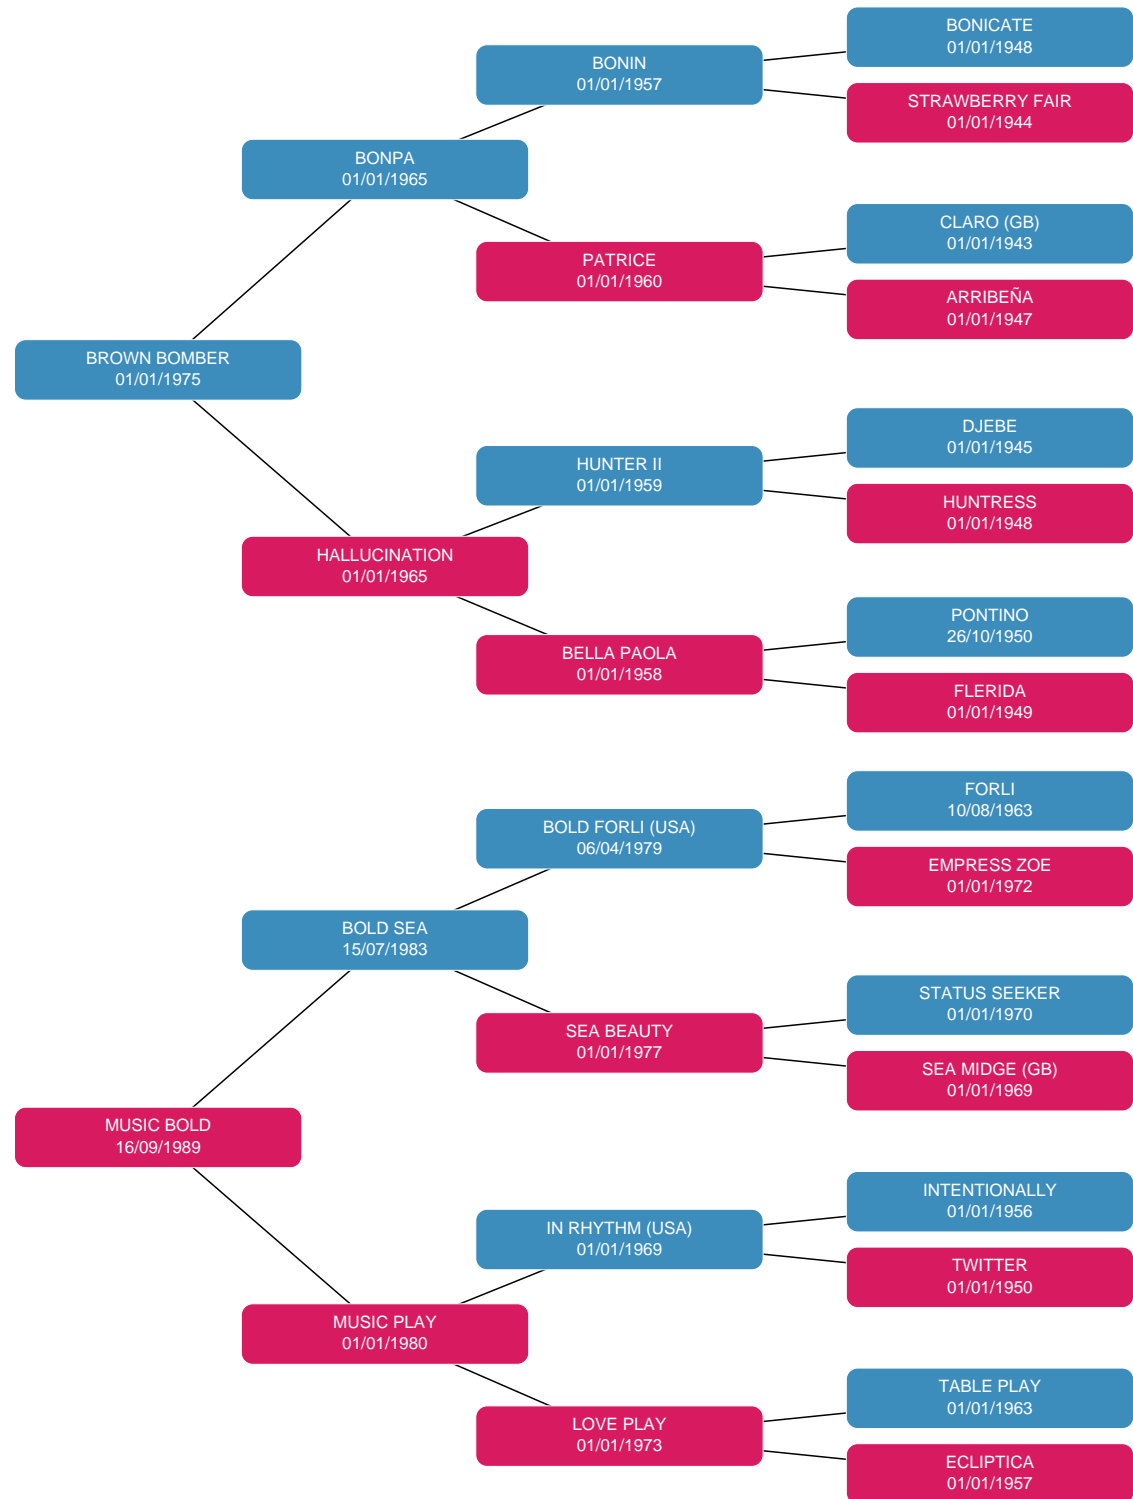 BONICATE
01/01/1948
BONIN
01/01/1957
STRAWBERRY FAIR
01/01/1944
BONPA
01/01/1965
CLARO (GB)
01/01/1943
PATRICE
01/01/1960
ARRIBEÑA
01/01/1947
BROWN BOMBER
01/01/1975
DJEBE
01/01/1945
HUNTER II
01/01/1959
HUNTRESS
01/01/1948
HALLUCINATION
01/01/1965
PONTINO
26/10/1950
BELLA PAOLA
01/01/1958
FLERIDA
01/01/1949
FORLI
10/08/1963
BOLD FORLI (USA)
06/04/1979
EMPRESS ZOE
01/01/1972
BOLD SEA
15/07/1983
STATUS SEEKER
01/01/1970
SEA BEAUTY
01/01/1977
SEA MIDGE (GB)
01/01/1969
MUSIC BOLD
16/09/1989
INTENTIONALLY
01/01/1956
IN RHYTHM (USA)
01/01/1969
TWITTER
01/01/1950
MUSIC PLAY
01/01/1980
TABLE PLAY
01/01/1963
LOVE PLAY
01/01/1973
ECLIPTICA
01/01/1957